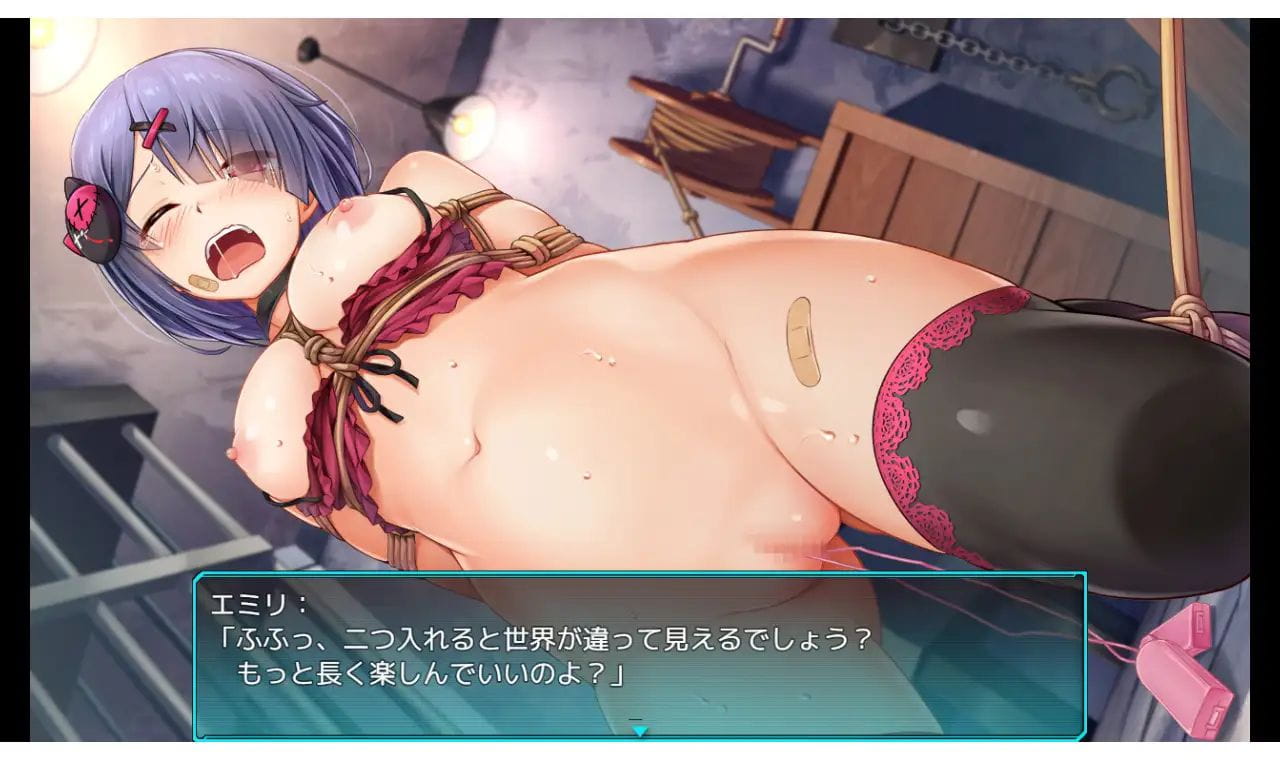 エミリ：
「ふふっ、二つ入れると世界が違って見えるでしょう？
もっと長く楽しんでいいのよ？」